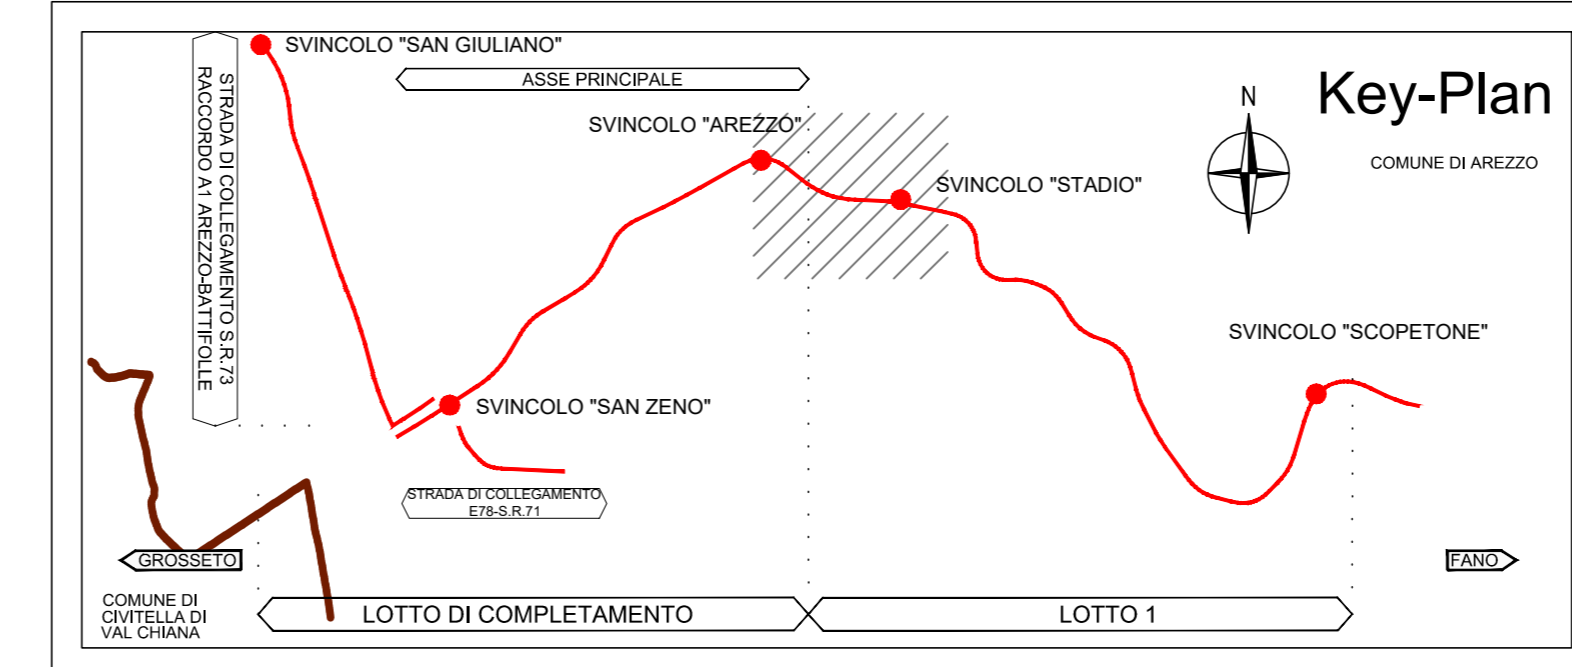 SVINCOLO "SAN GIULIANO"
STRADA DI COLLEGAMENTO S.R.73
RACCORDO A1 AREZZO-BATTIFOLLE
ASSE PRINCIPALE
Key-Plan
N
SVINCOLO "AREZZO"
COMUNE DI AREZZO
SVINCOLO "STADIO"
SVINCOLO "SCOPETONE"
SVINCOLO "SAN ZENO"
STRADA DI COLLEGAMENTO
E78-S.R.71
GROSSETO
FANO
COMUNE DI
CIVITELLA DI
VAL CHIANA
LOTTO DI COMPLETAMENTO
LOTTO 1